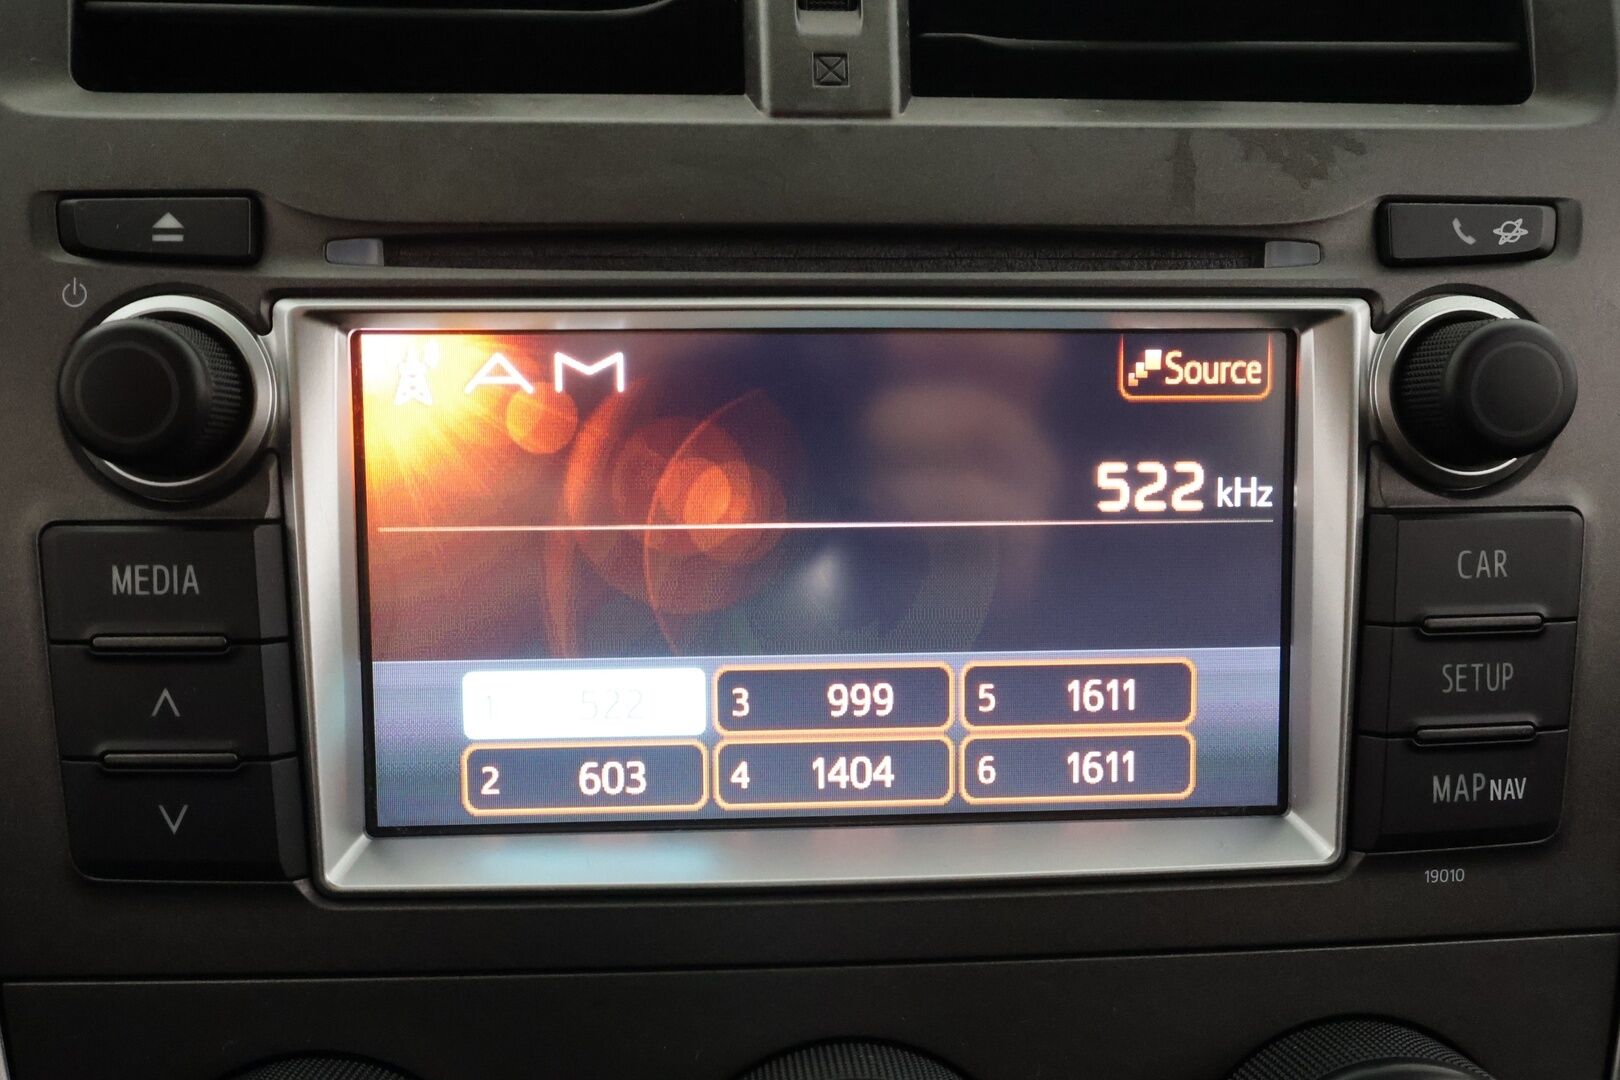 AM
Source
522 kHz
1 522
3 999
5 1611
2 603
4 1404
6 1611
MEDIA
CAR
SETUP
MAP NAV
19010